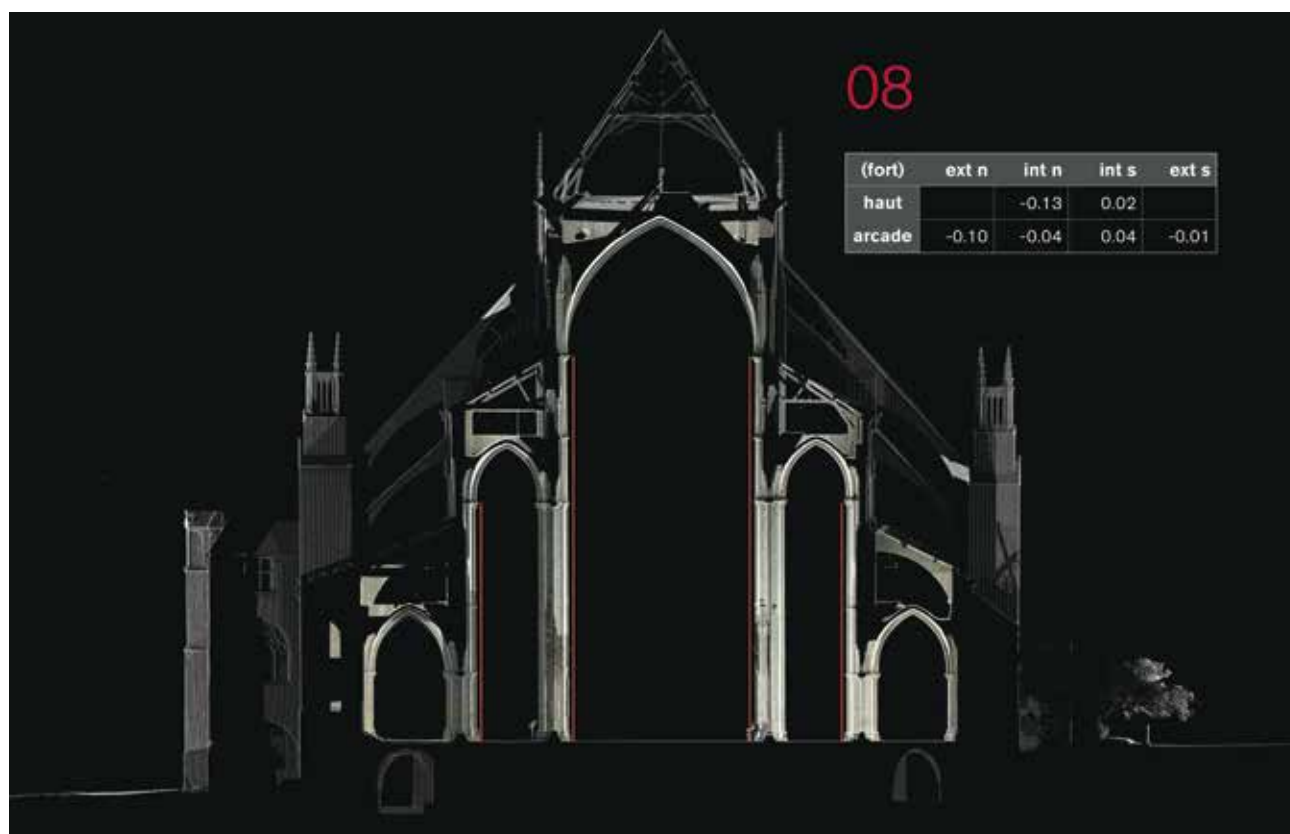 08
(fort) ext n int n int s ext s
haut -0.13 0.02
arcade -0.10 -0.04 0.04 -0.01